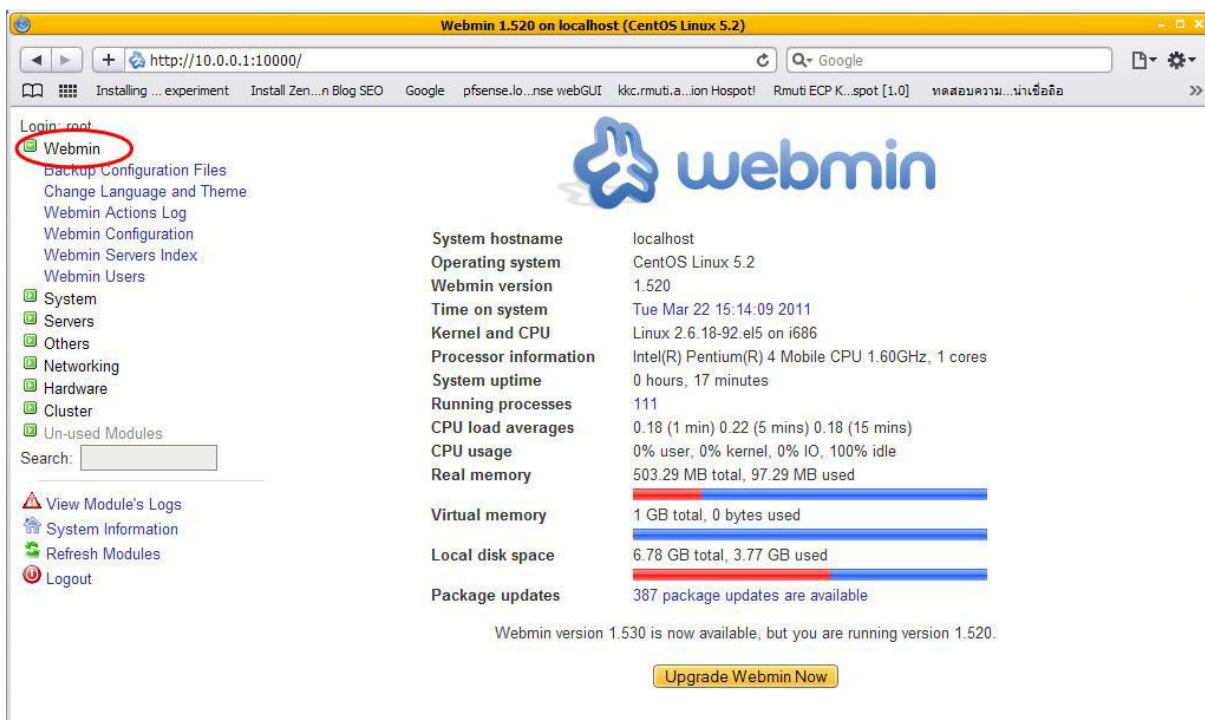 Webmin 1.520 on localhost (CentOS Linux 5.2)
http://10.0.0.1:10000/
Google
Installing ... experiment Install Zen...n Blog SEO Google pfsense.lo...nse webGUI kkc.rmuti.a...ion Hospot! Rmuti ECP K...spot [1.0] ทดสอบความ...น่าเชื่อถือ
Login: root
Webmin
Backup Configuration Files
Change Language and Theme
Webmin Actions Log
Webmin Configuration
Webmin Servers Index
Webmin Users
System
Servers
Others
Networking
Hardware
Cluster
Un-used Modules
Search:
View Module's Logs
System Information
Refresh Modules
Logout
webmin
System hostname localhost
Operating system CentOS Linux 5.2
Webmin version 1.520
Time on system Tue Mar 22 15:14:09 2011
Kernel and CPU Linux 2.6.18-92.el5 on i686
Processor information Intel(R) Pentium(R) 4 Mobile CPU 1.60GHz, 1 cores
System uptime 0 hours, 17 minutes
Running processes 111
CPU load averages 0.18 (1 min) 0.22 (5 mins) 0.18 (15 mins)
CPU usage 0% user, 0% kernel, 0% IO, 100% idle
Real memory 503.29 MB total, 97.29 MB used
Virtual memory 1 GB total, 0 bytes used
Local disk space 6.78 GB total, 3.77 GB used
Package updates 387 package updates are available
Webmin version 1.530 is now available, but you are running version 1.520.
Upgrade Webmin Now